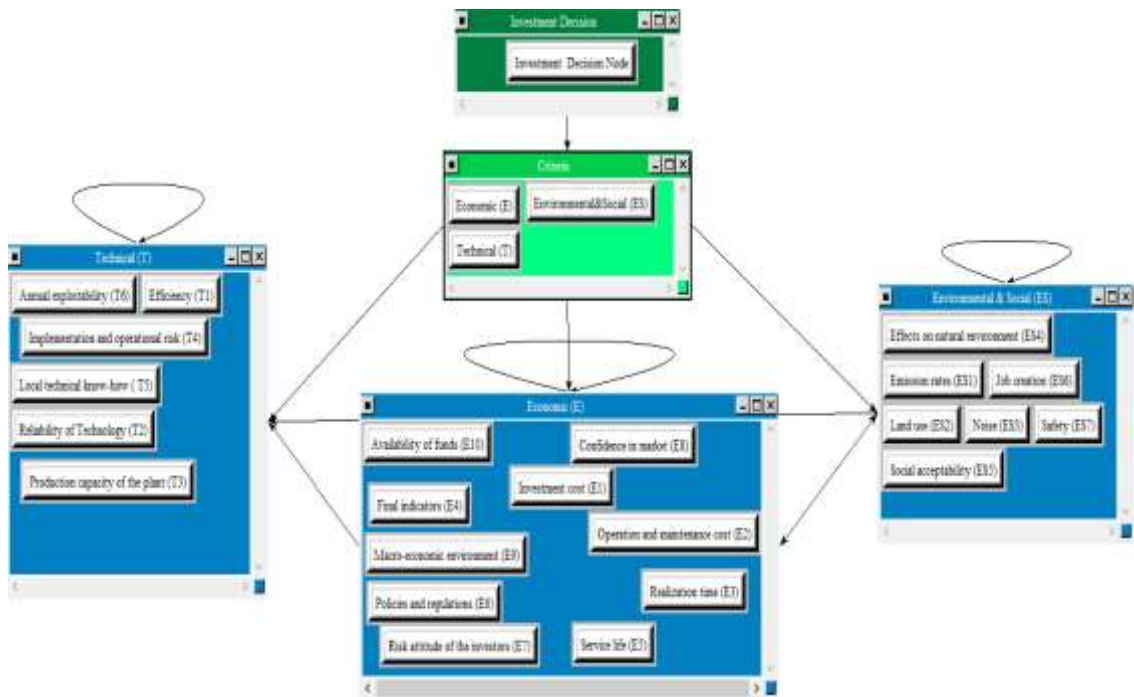 Investment Decision
Investment Decision Node
Criteria
Economic (E)
Environmental&Social (ES)
Technical (T)
Technical (T)
Annual exploitability (T6)
Efficiency (T1)
Implementation and operational risk (T4)
Local technical know-how ( T5)
Reliability of Technology (T2)
Production capacity of the plant (T3)
Economic (E)
Availability of funds (E10)
Confidence in market (E8)
Investment cost (E1)
Final indicators (E4)
Operation and maintenance cost (E2)
Macro-economic environment (E9)
Realization time (E3)
Policies and regulations (E6)
Risk attitude of the investors (E7)
Service life (E5)
Environmental & Social (ES)
Effects on natural environment (ES4)
Emission rates (ES1)
Job creation (ES6)
Land use (ES2)
Noise (ES3)
Safety (ES7)
Social acceptability (ES5)